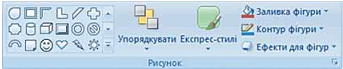 Заливка фігури
Упорядкувати Експрес-стилі Контур фігури
Ефекти для фігур
Рисунок